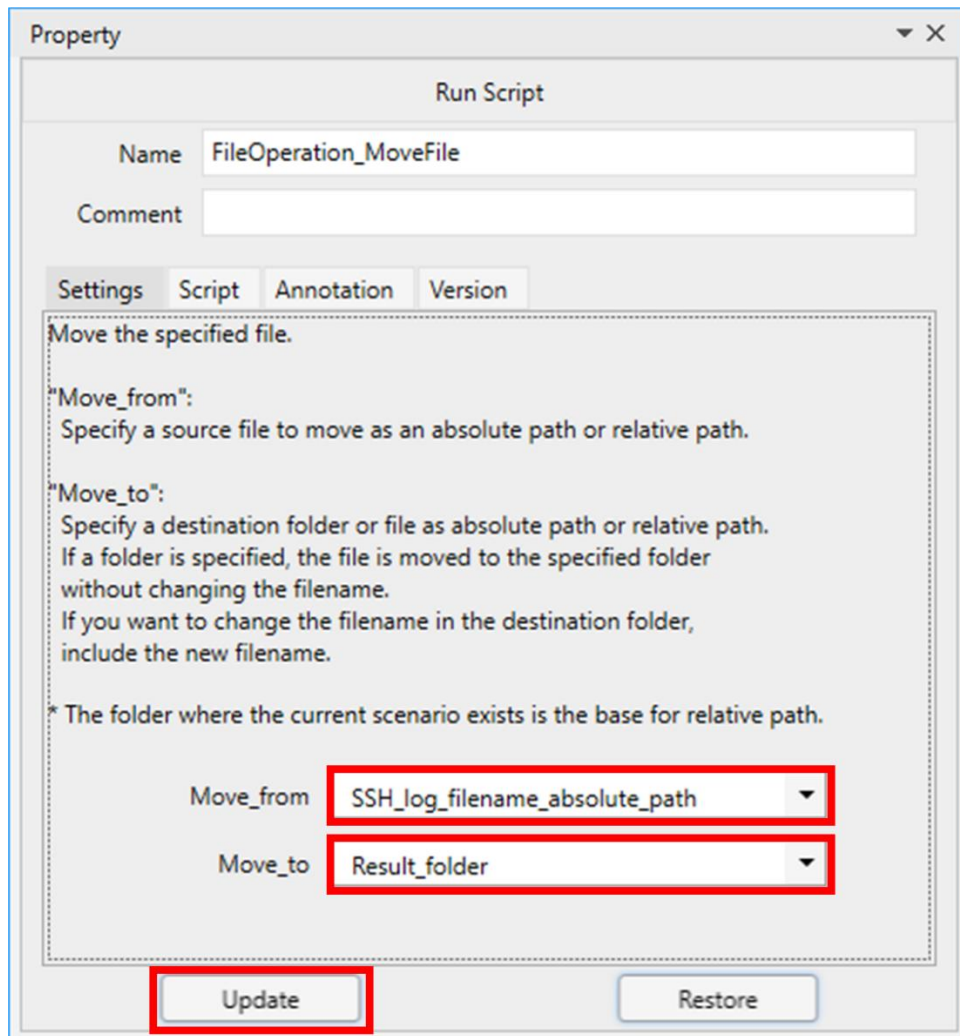 Property
Run Script
Name FileOperation_MoveFile
Comment
Settings Script Annotation Version
Move the specified file.
"Move_from":
Specify a source file to move as an absolute path or relative path.
"Move_to":
Specify a destination folder or file as absolute path or relative path.
If a folder is specified, the file is moved to the specified folder
without changing the filename.
If you want to change the filename in the destination folder,
include the new filename.
* The folder where the current scenario exists is the base for relative path.
Move_from SSH_log_filename_absolute_path
Move_to Result_folder
Update Restore